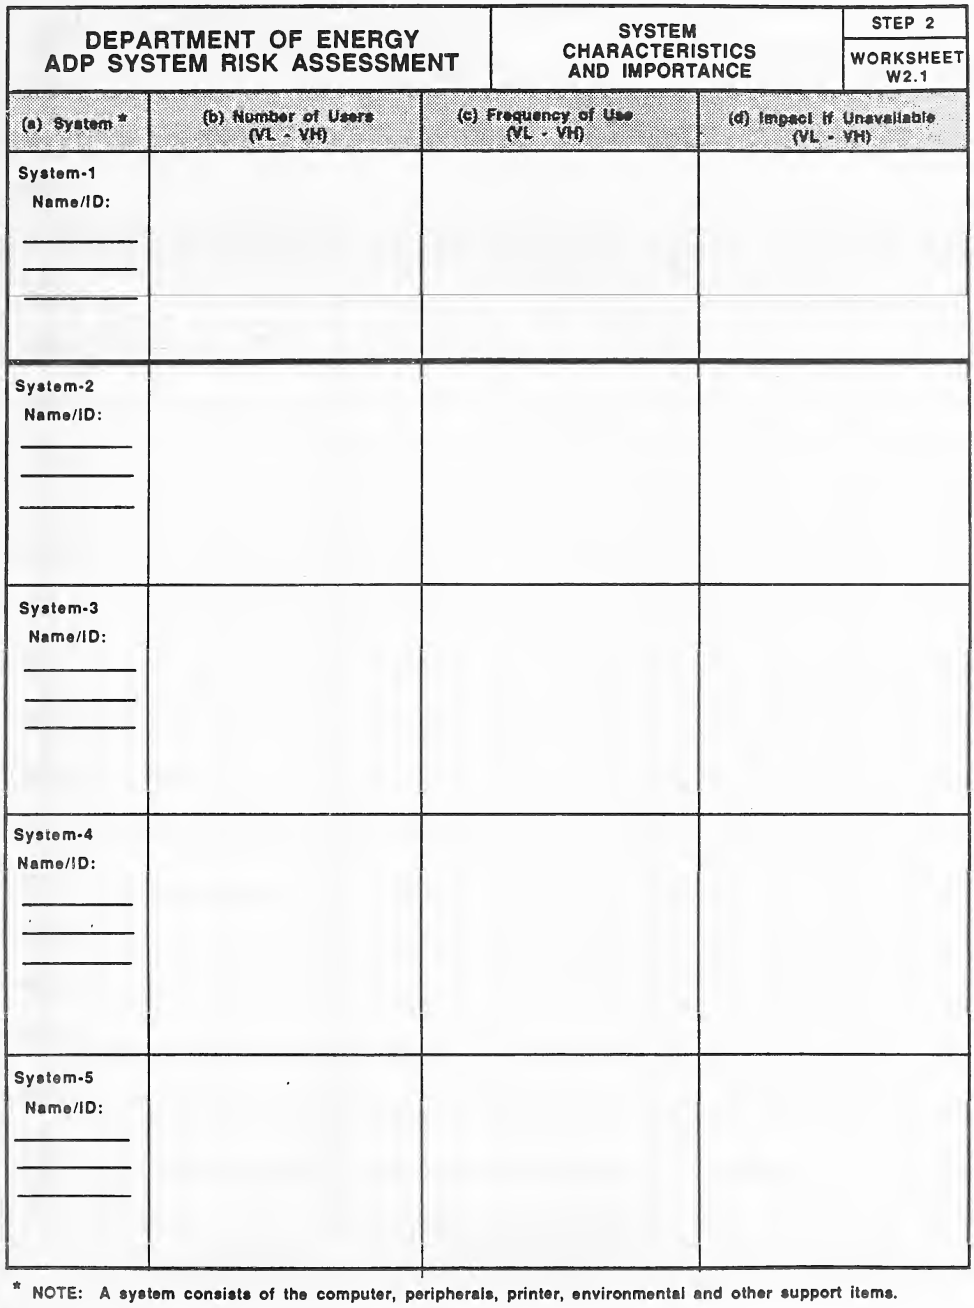 DEPARTMENT OF ENERGY
ADP SYSTEM RISK ASSESSMENT
SYSTEM
CHARACTERISTICS
AND IMPORTANCE
STEP 2
WORKSHEET
W2.1
(a) System *
(b) Number of Users
(VL - VH)
(c) Frequency of Use
(VL - VH)
(d) Impact if Unavailable
(VL - VH)
System-1
Name/ID:
System-2
Name/ID:
System-3
Name/ID:
System-4
Name/ID:
System-5
Name/ID:
* NOTE: A system consists of the computer, peripherals, printer, environmental and other support items.